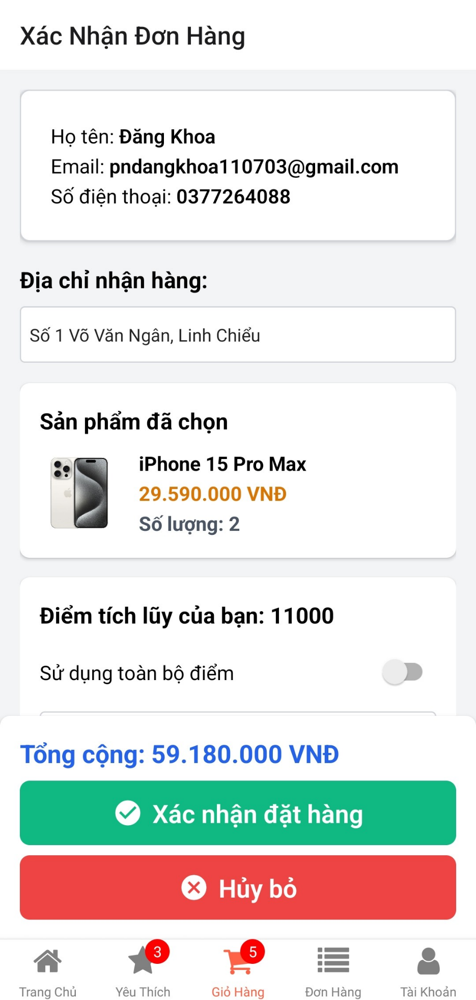 Xác Nhận Đơn Hàng
Họ tên: Đăng Khoa
Email: pndangkhoa110703@gmail.com
Số điện thoại: 0377264088
Địa chỉ nhận hàng:
Số 1 Võ Văn Ngân, Linh Chiểu
Sản phẩm đã chọn
iPhone 15 Pro Max
29.590.000 VNĐ
Số lượng: 2
Điểm tích lũy của bạn: 11000
Sử dụng toàn bộ điểm
Tổng cộng: 59.180.000 VNĐ
Xác nhận đặt hàng
Hủy bỏ
3
5
Trang Chủ
Yêu Thích
Giỏ Hàng
Đơn Hàng
Tài Khoản